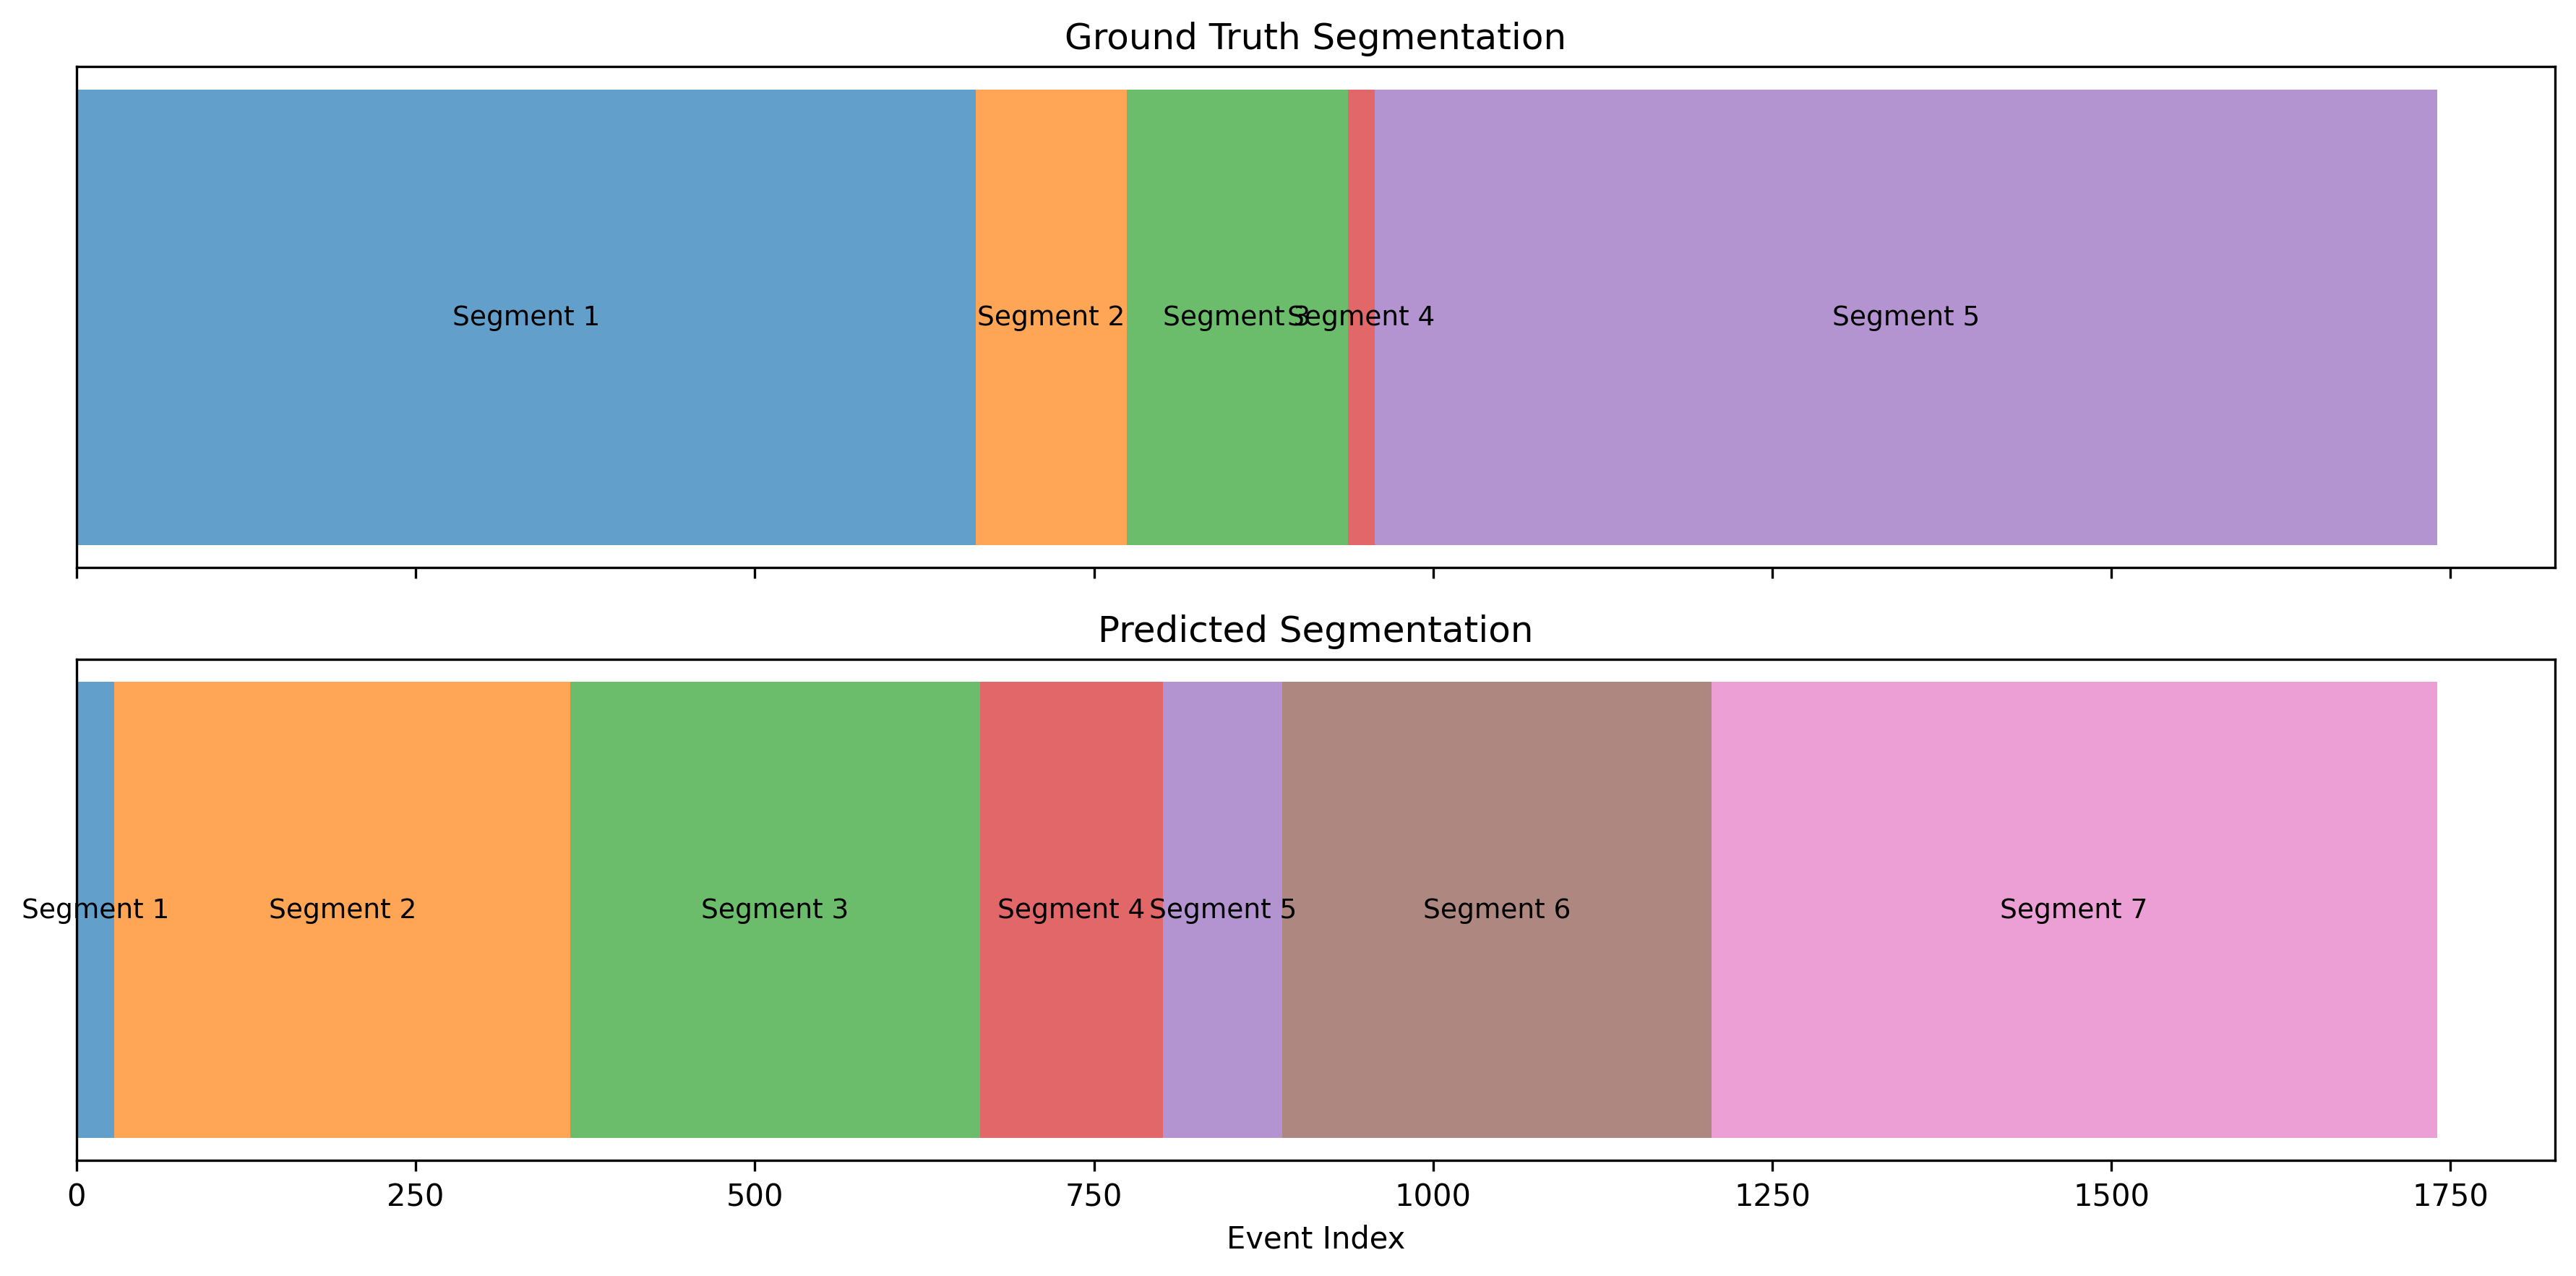 Ground Truth Segmentation
Segment 1
Segment 2
Segment 3
Segment 4
Segment 5
Predicted Segmentation
Segment 1
Segment 2
Segment 3
Segment 4
Segment 5
Segment 6
Segment 7
0 250 500 750 1000 1250 1500 1750
Event Index